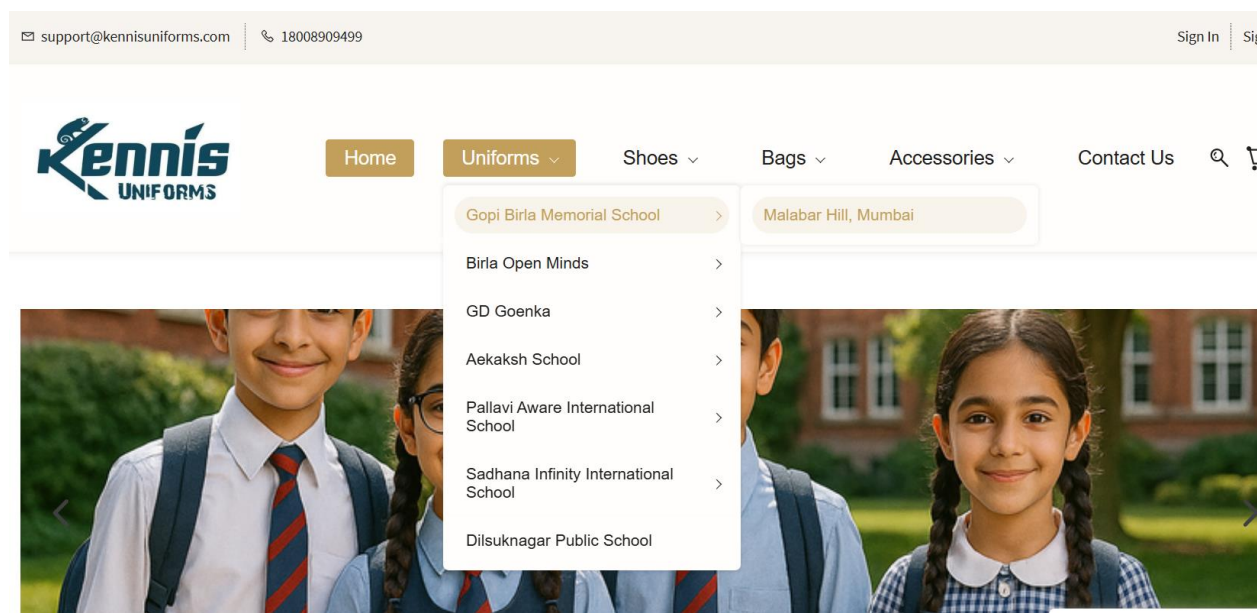 support@kennisuniforms.com
18008909499
Sign In
Kennis
UNIFORMS
Home
Uniforms
Shoes
Bags
Accessories
Contact Us
Gopi Birla Memorial School
Malabar Hill, Mumbai
Birla Open Minds
GD Goenka
Aekaksh School
Pallavi Aware International
School
Sadhana Infinity International
School
Dilsuknagar Public School